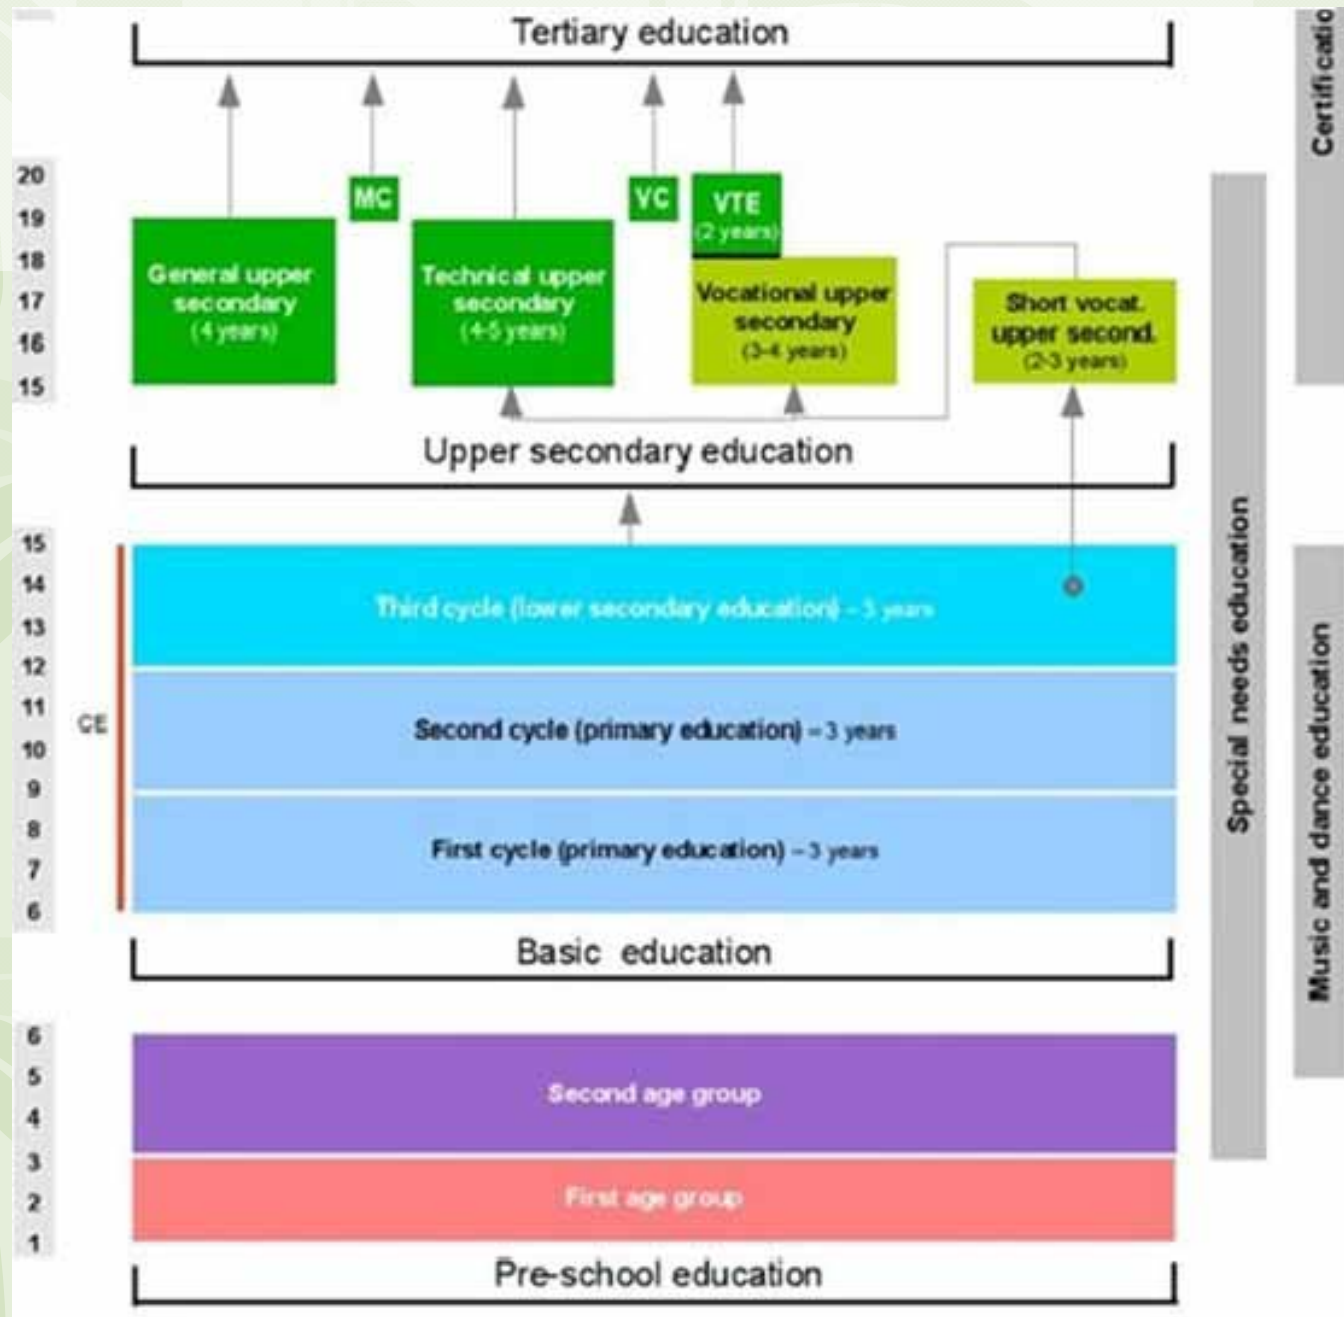 Tertiary education
Certificatio
20
19
18
17
16
15
MC
VC
VTE
(2 years)
General upper
secondary
(4 years)
Technical upper
secondary
(4-5 years)
Vocational upper
secondary
(3-4 years)
Short vocat.
upper second.
(2-3 years)
Upper secondary education
15
14
13
12
11
10
9
8
7
6
CE
Third cycle (lower secondary education) – 3 years
Second cycle (primary education) – 3 years
First cycle (primary education) – 3 years
Special needs education
Music and dance education
Basic education
6
5
4
3
2
1
Second age group
First age group
Pre-school education